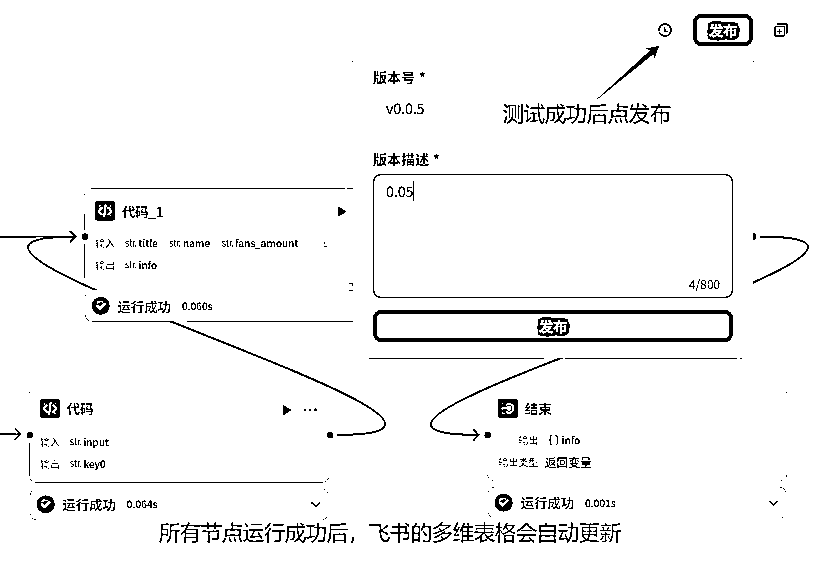 发布
版本号 *
v0.0.5
测试成功后点发布
版本描述 *
0.05
4/800
发布
代码_1
输入 str.title str.name str.fans_amount
输出 str.info
运行成功 0.060s
代码
输入 str.input
输出 str.key0
运行成功 0.064s
结束
输出 { } info
输出类型 返回变量
运行成功 0.001s
所有节点运行成功后，飞书的多维表格会自动更新